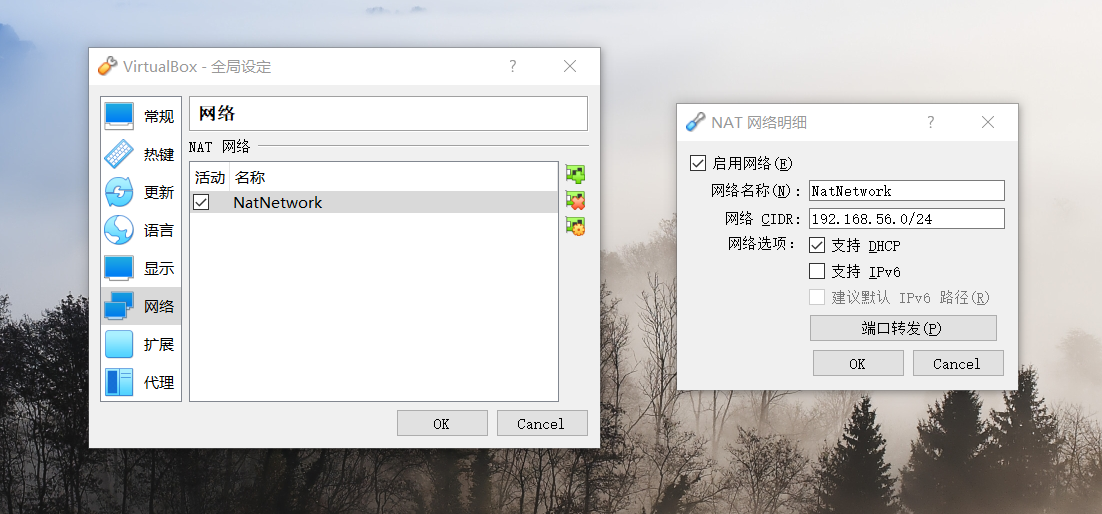 VirtualBox - 全局设定
?
常规
热键
更新
语言
显示
网络
扩展
代理
网络
NAT 网络
活动 名称
NatNetwork
OK Cancel
NAT 网络明细
?
启用网络(E)
网络名称(N): NatNetwork
网络 CIDR: 192.168.56.0/24
网络选项: 支持 DHCP
支持 IPv6
建议默认 IPv6 路径(R)
端口转发(P)
OK Cancel